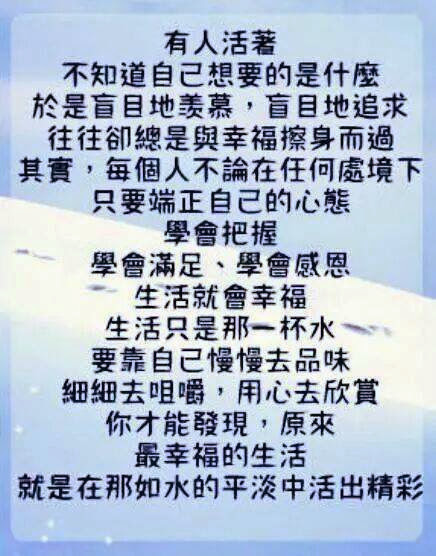 有人活著
不知道自己想要的是什麼
於是盲目地羨慕，盲目地追求
往往卻總是與幸福擦身而過
其實，每個人不論在任何處境下
只要端正自己的心態
學會把握
學會滿足、學會感恩
生活就會幸福
生活只是那一杯水
要靠自己慢慢去品味
細細去咀嚼，用心去欣賞
你才能發現，原來
最幸福的生活
就是在那如水的平淡中活出精彩